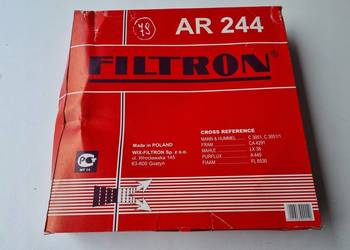 49
AR 244
FILTRON®
Made in POLAND
WIX-FILTRON Sp. z o.o.
ul. Wrocławska 145
63-800 Gostyń
CROSS REFERENCE
MANN & HUMMEL C 3051; C 3051/1
FRAM CA 4291
MAHLE LX 36
PURFLUX A 445
FIAAM FL 6630